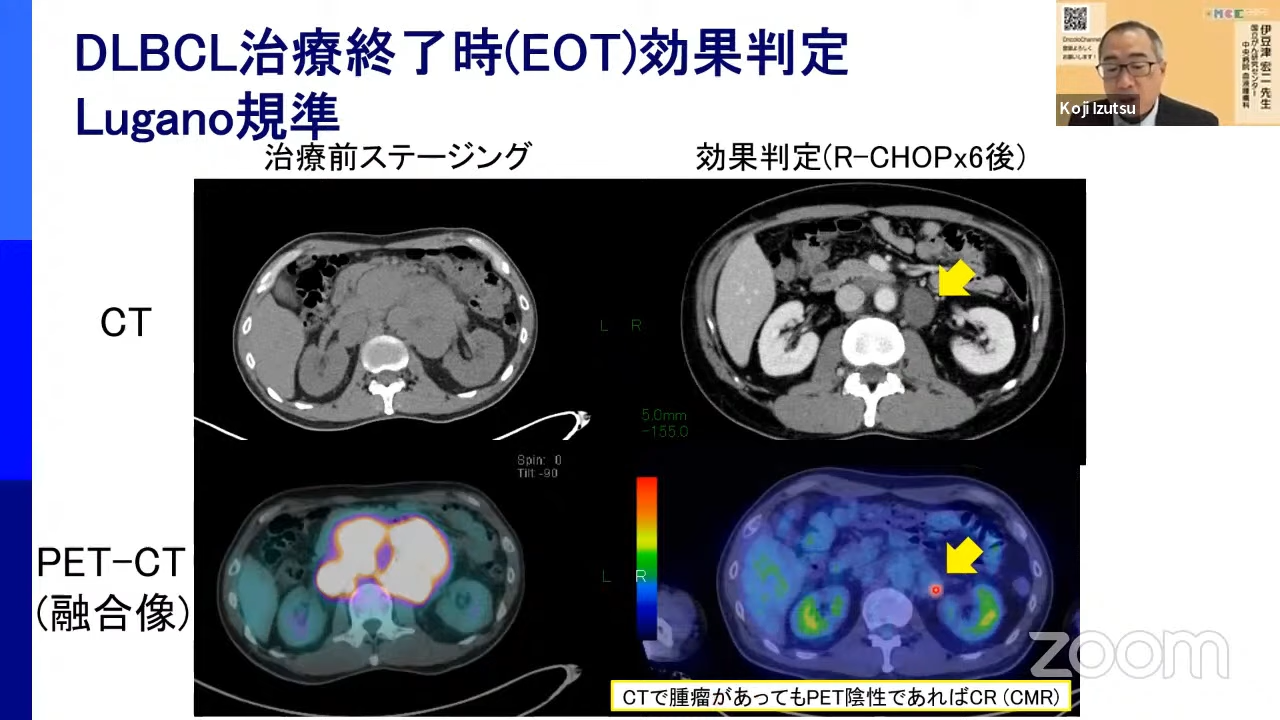 DLBCL治療終了時(EOT)効果判定
Lugano規準
治療前ステージング
効果判定(R-CHOPx6後)
CT
L R
5.0mm
-155.0
Spin: 0
Tilt -90
PET-CT
(融合像)
L R
CTで腫瘤があってもPET陰性であればCR (CMR)
zoom
伊豆津 宏二 先生
国立がん研究センター
中央病院 血液腫瘍科
Koji Izutsu